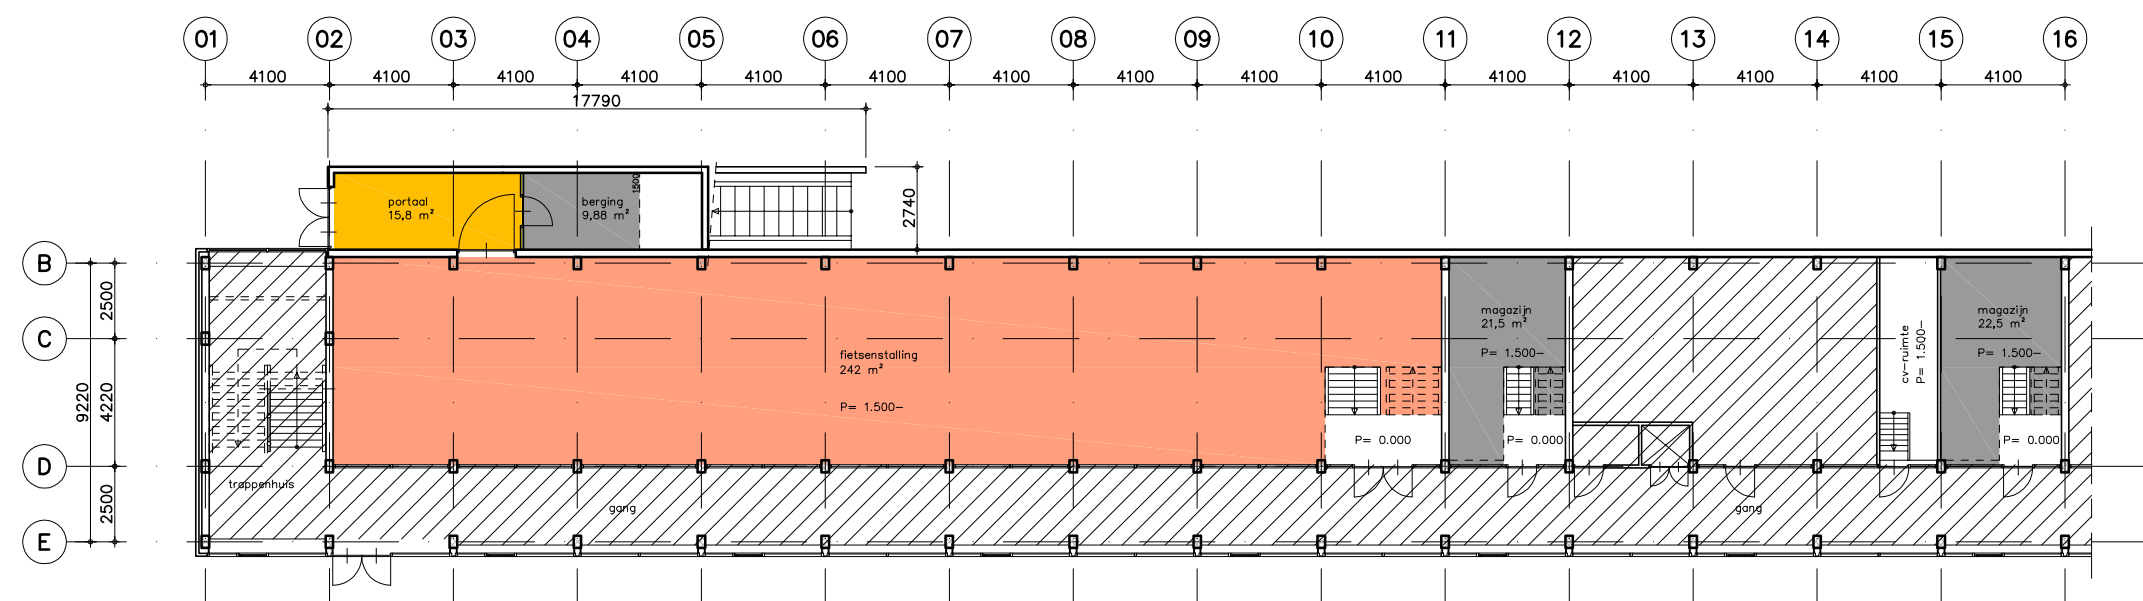 01 02 03 04 05 06 07 08 09 10 11 12 13 14 15 16
4100 4100 4100 4100 4100 4100 4100 4100 4100 4100 4100 4100 4100 4100 4100
17790
portaal
15,8 m²
berging
9,88 m²
1500
2740
B
C
D
E
2500
4220
2500
9220
trappenhuis
fietsenstalling
242 m²
P= 1.500-
P= 0.000
magazijn
21,5 m²
P= 1.500-
P= 0.000
cv-ruimte
P= 1.500-
magazijn
22,5 m²
P= 1.500-
P= 0.000
gang
gang